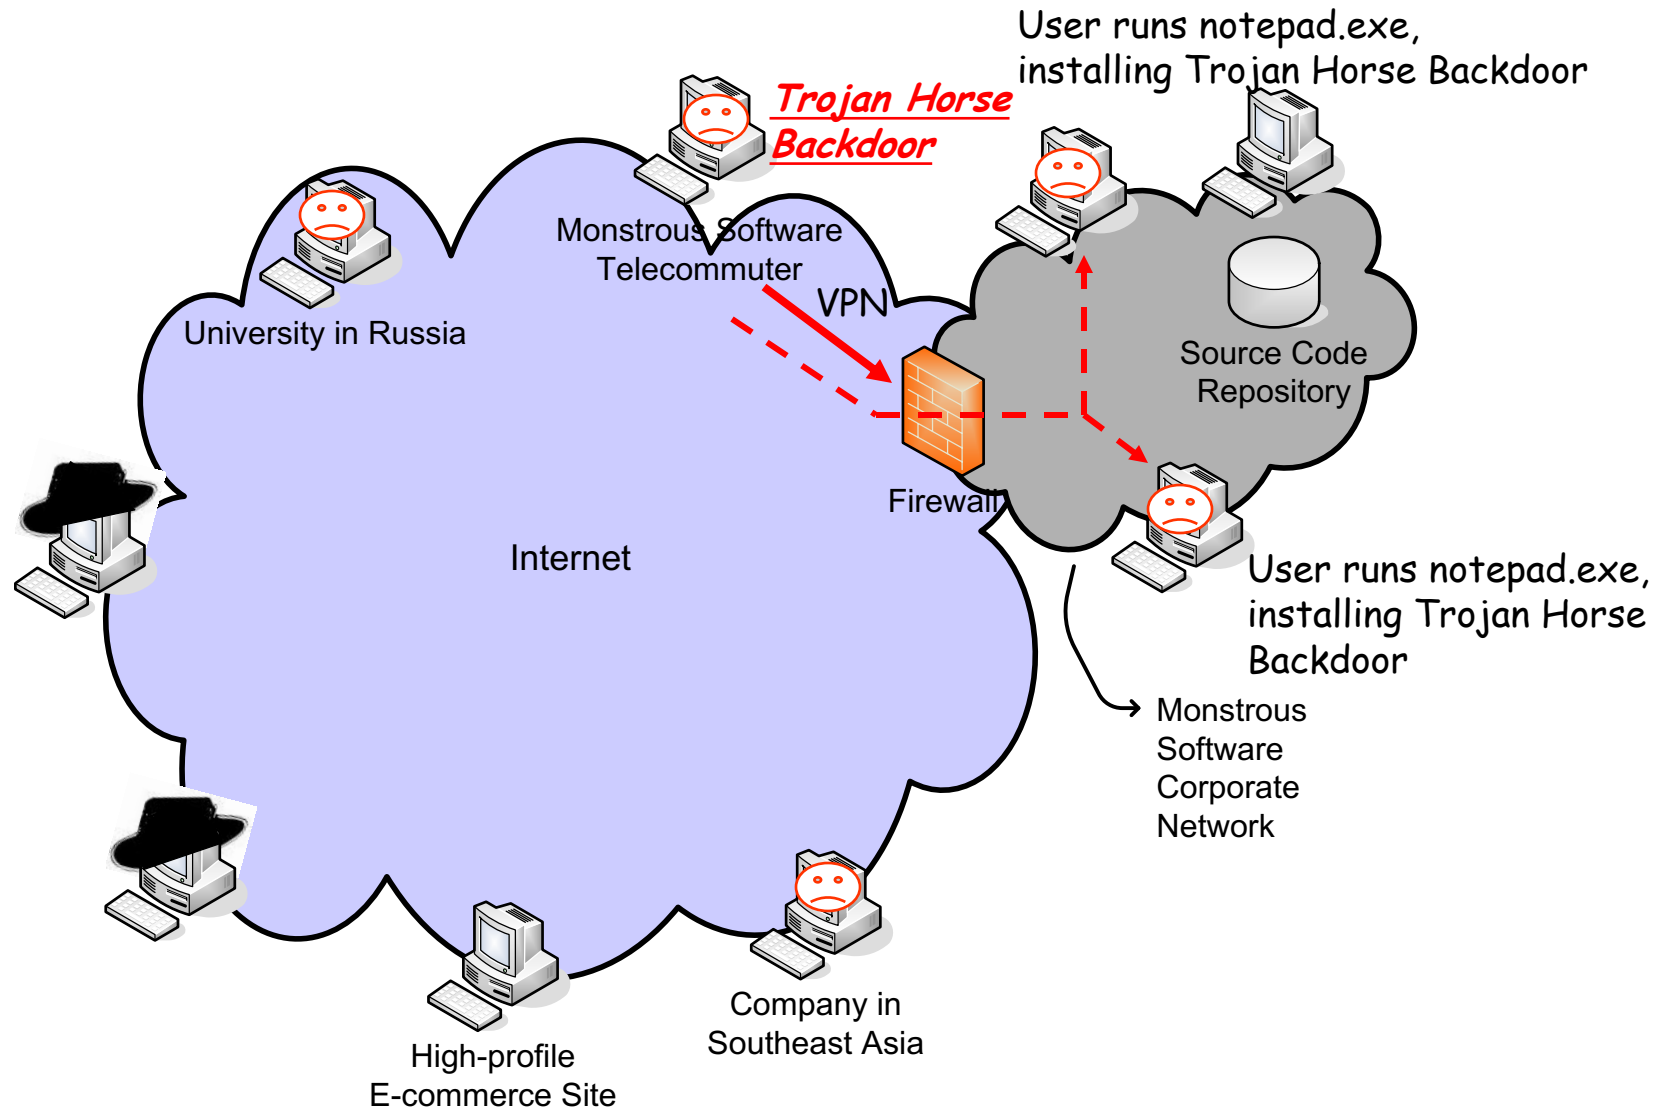 User runs notepad.exe,
installing Trojan Horse Backdoor
Trojan Horse
Backdoor
Monstrous Software
Telecommuter
VPN
University in Russia
Source Code
Repository
Firewall
Internet
User runs notepad.exe,
installing Trojan Horse
Backdoor
Monstrous
Software
Corporate
Network
Company in
Southeast Asia
High-profile
E-commerce Site